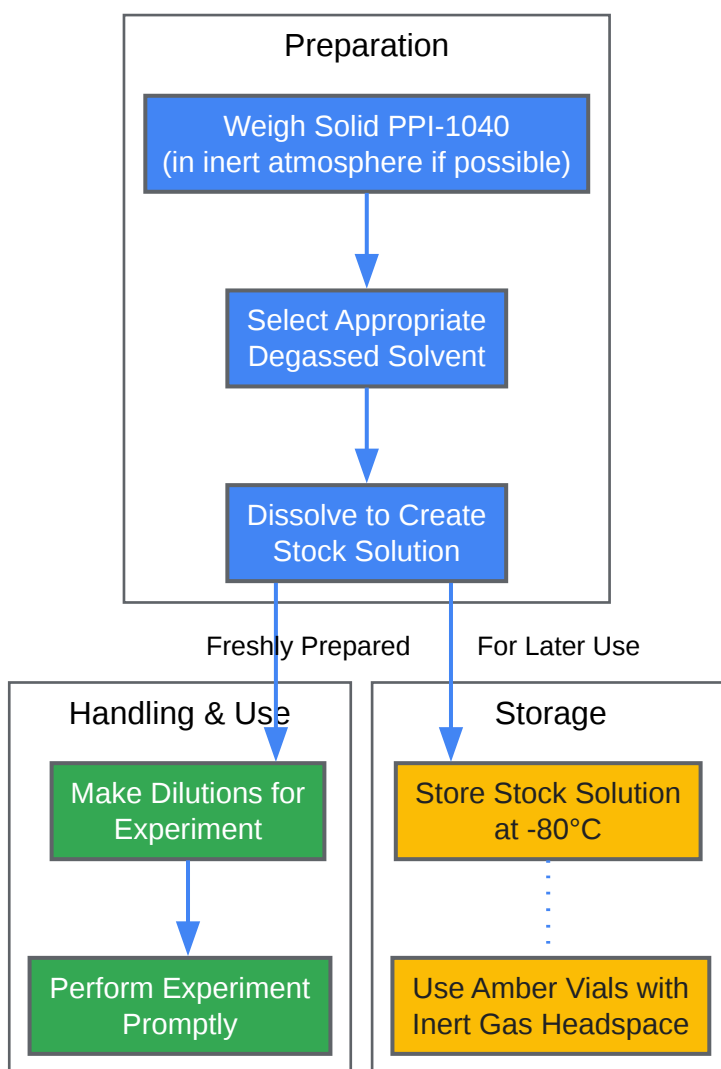 Preparation
Weigh Solid PPI-1040
(in inert atmosphere if possible)
Select Appropriate
Degassed Solvent
Dissolve to Create
Stock Solution
Freshly Prepared
For Later Use
Handling & Use
Make Dilutions for
Experiment
Perform Experiment
Promptly
Storage
Store Stock Solution
at -80°C
Use Amber Vials with
Inert Gas Headspace